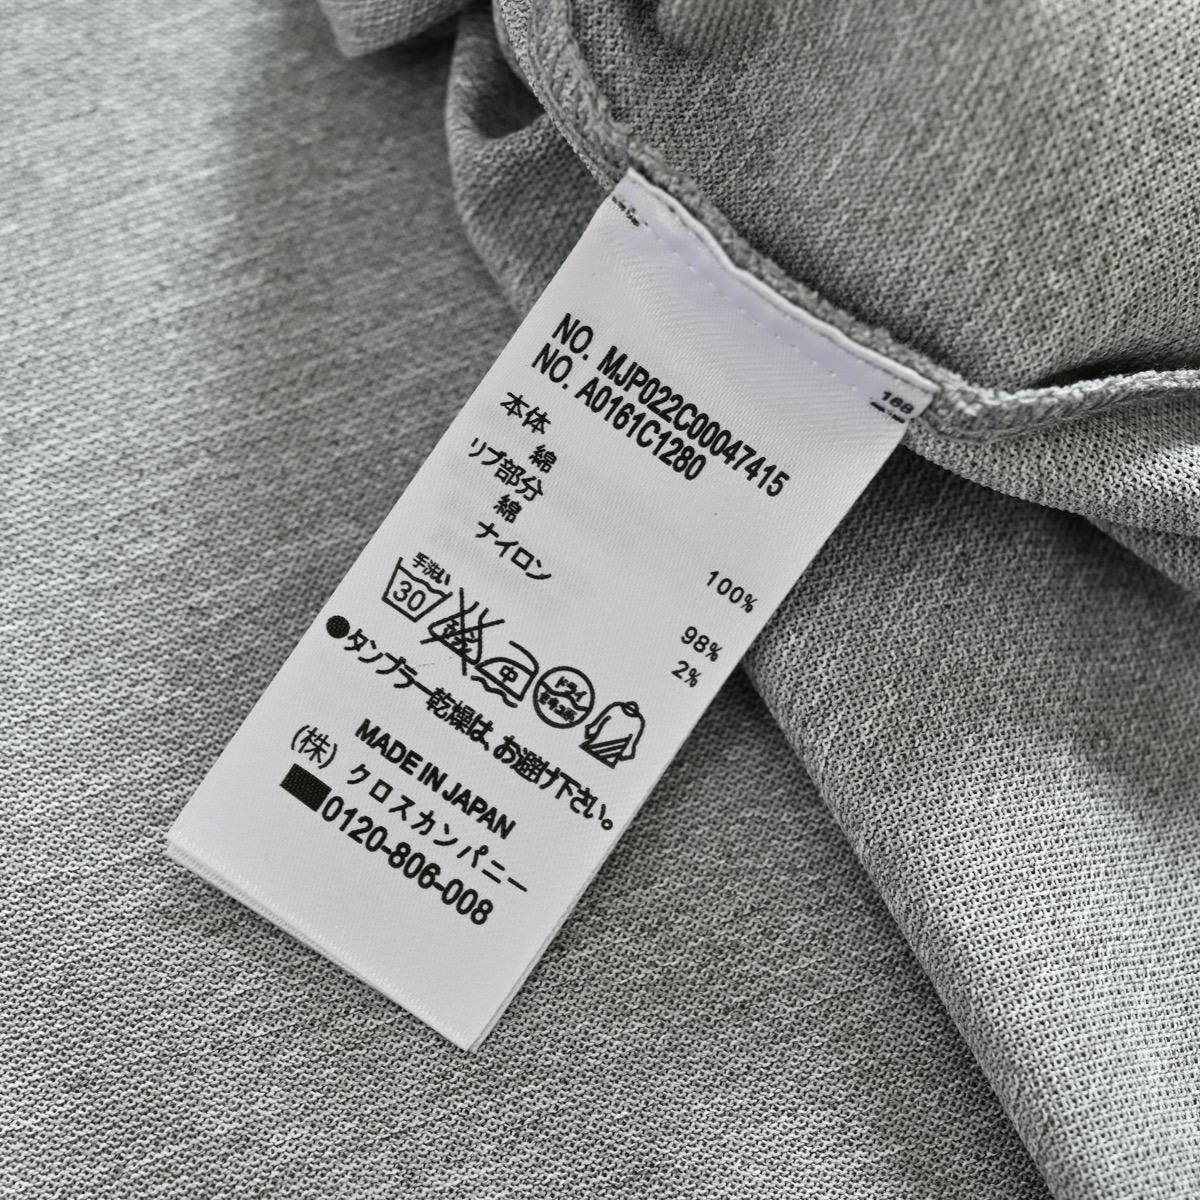 168
NO. MJP022C00047415
NO. A0161C1280
本体
綿 100%
リブ部分
綿 98%
ナイロン 2%
手洗い
30
中
ドライ
●タンブラー乾燥は、お避け下さい。
MADE IN JAPAN
(株) クロスカンパニー
0120-806-008